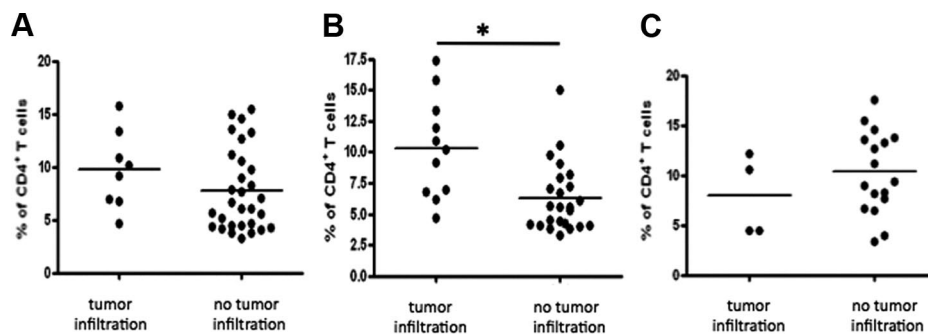 A
% of CD4+ T cells
20
15
10
5
0
tumor
infiltration
no tumor
infiltration
B
*
% of CD4+ T cells
17.5
15.0
12.5
10.0
7.5
5.0
2.5
0.0
tumor
infiltration
no tumor
infiltration
C
% of CD4+ T cells
20
15
10
5
0
tumor
infiltration
no tumor
infiltration